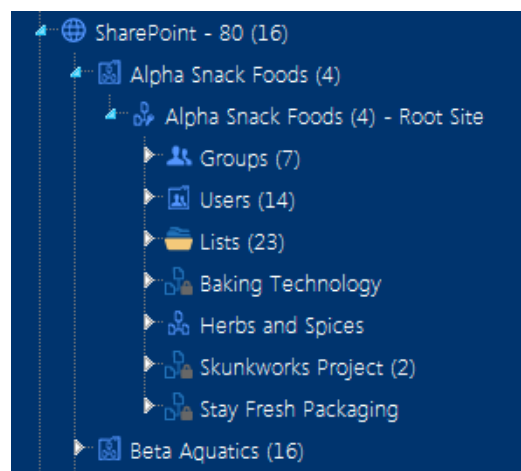 SharePoint - 80 (16)
Alpha Snack Foods (4)
Alpha Snack Foods (4) - Root Site
Groups (7)
Users (14)
Lists (23)
Baking Technology
Herbs and Spices
Skunkworks Project (2)
Stay Fresh Packaging
Beta Aquatics (16)